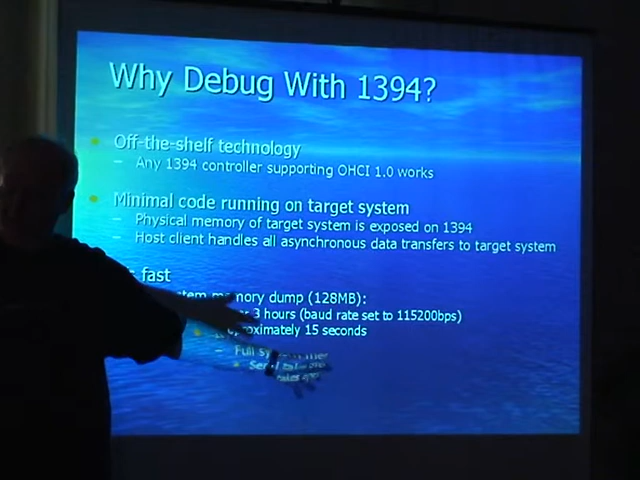 Why Debug With 1394?
• Off-the-shelf technology
– Any 1394 controller supporting OHCI 1.0 works
• Minimal code running on target system
– Physical memory of target system is exposed on 1394
– Host client handles all asynchronous data transfers to target system
fast
memory dump (128MB):
3 hours (baud rate set to 115200bps)
15 seconds
– Full